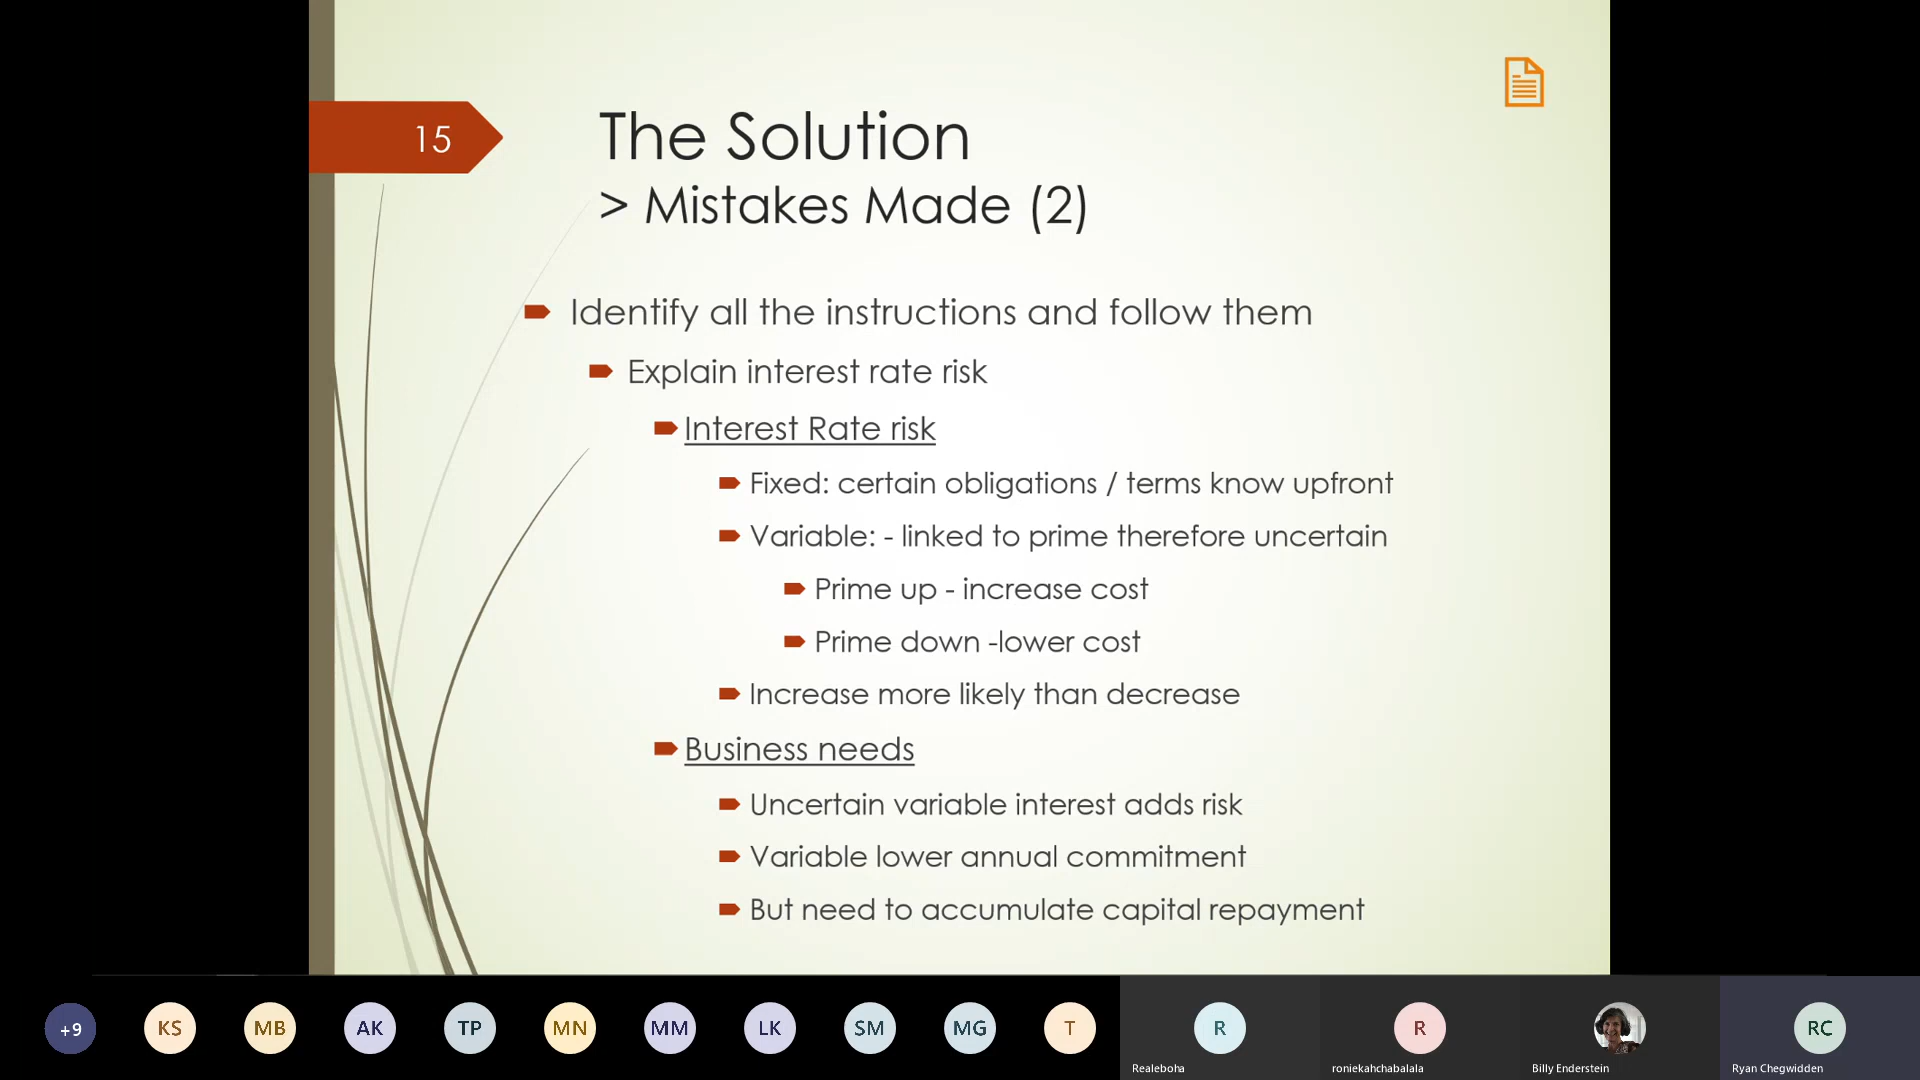 15
The Solution
> Mistakes Made (2)
Identify all the instructions and follow them
Explain interest rate risk
Interest Rate risk
Fixed: certain obligations / terms know upfront
Variable: - linked to prime therefore uncertain
Prime up - increase cost
Prime down -lower cost
Increase more likely than decrease
Business needs
Uncertain variable interest adds risk
Variable lower annual commitment
But need to accumulate capital repayment
+9 KS MB AK TP MN MM LK SM MG T R R RC
Realeboha roniekahchabalala Billy Enderstein Ryan Chegwidden